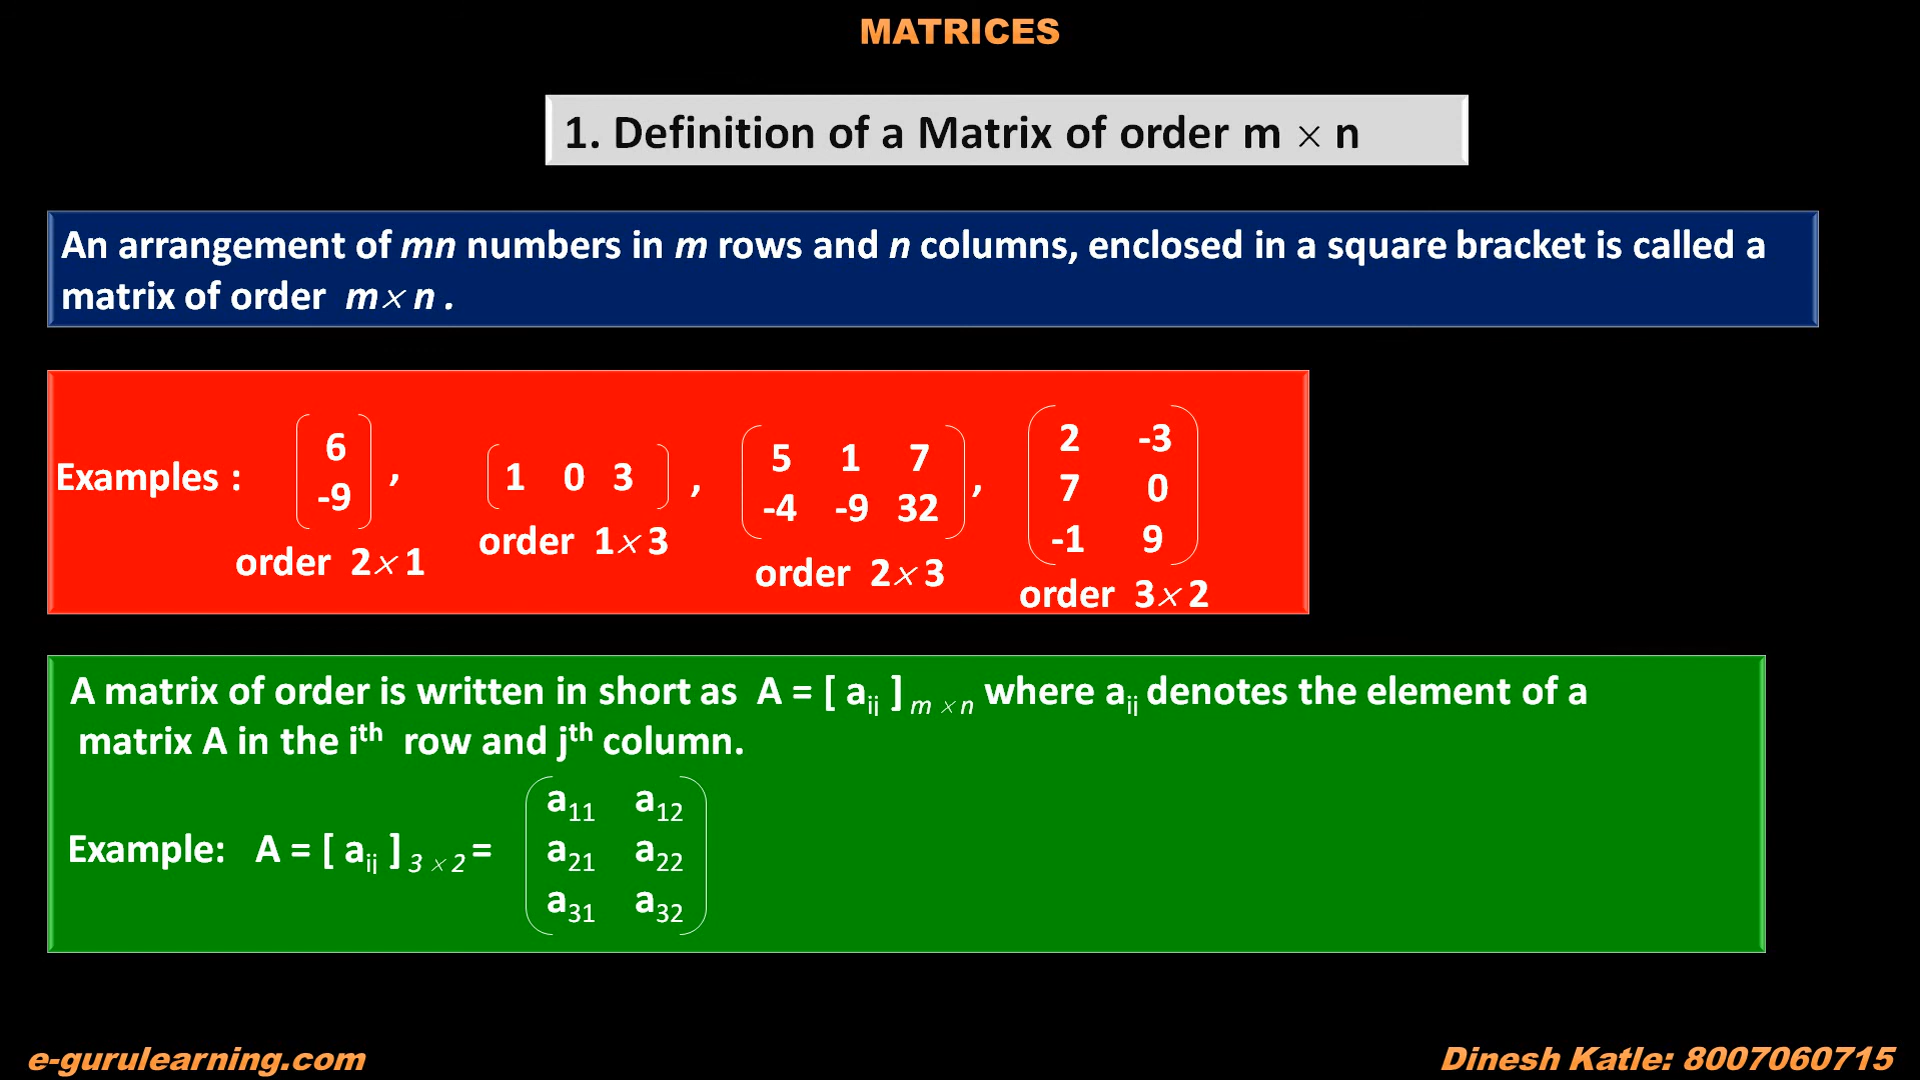 MATRICES
1. Definition of a Matrix of order m × n
An arrangement of mn numbers in m rows and n columns, enclosed in a square bracket is called a
matrix of order m × n .
Examples :
6
-9
,
order 2 × 1
1 0 3
,
order 1 × 3
5 1 7
-4 -9 32
,
order 2 × 3
2 -3
7 0
-1 9
order 3 × 2
A matrix of order is written in short as A = [ aij ] m × n where aij denotes the element of a
matrix A in the ith row and jth column.
Example: A = [ aij ] 3 × 2 =
a11 a12
a21 a22
a31 a32
e-gurulearning.com
Dinesh Katle: 8007060715